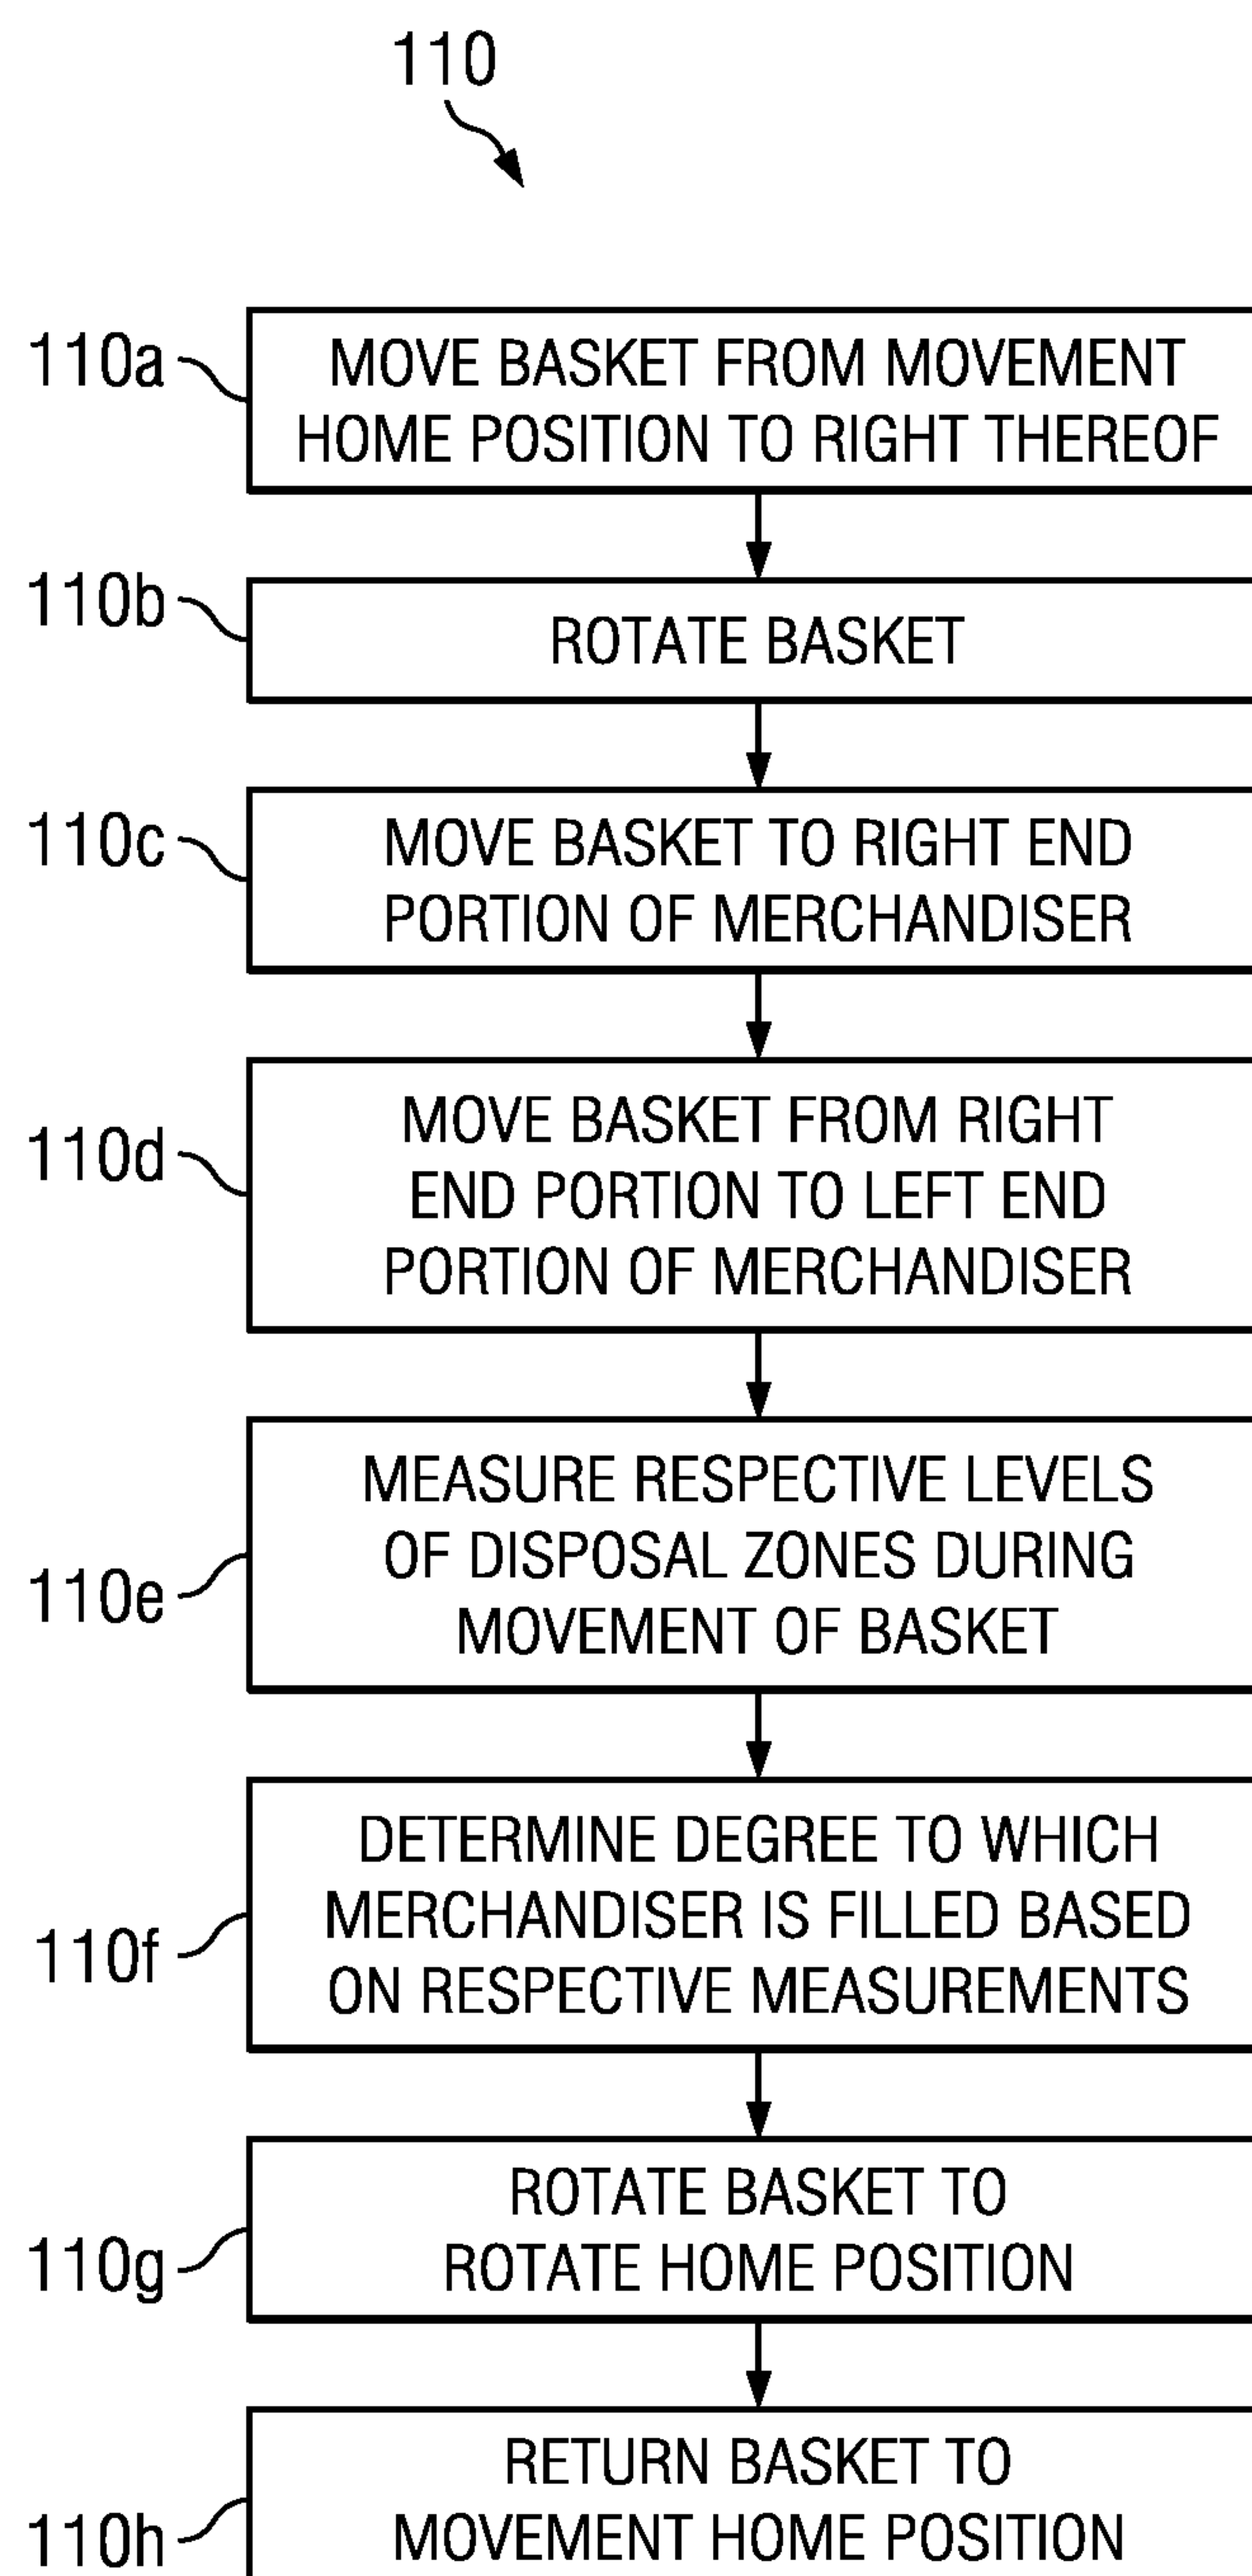 110
110a
MOVE BASKET FROM MOVEMENT
HOME POSITION TO RIGHT THEREOF
110b
ROTATE BASKET
110c
MOVE BASKET TO RIGHT END
PORTION OF MERCHANDISER
110d
MOVE BASKET FROM RIGHT
END PORTION TO LEFT END
PORTION OF MERCHANDISER
110e
MEASURE RESPECTIVE LEVELS
OF DISPOSAL ZONES DURING
MOVEMENT OF BASKET
110f
DETERMINE DEGREE TO WHICH
MERCHANDISER IS FILLED BASED
ON RESPECTIVE MEASUREMENTS
110g
ROTATE BASKET TO
ROTATE HOME POSITION
110h
RETURN BASKET TO
MOVEMENT HOME POSITION